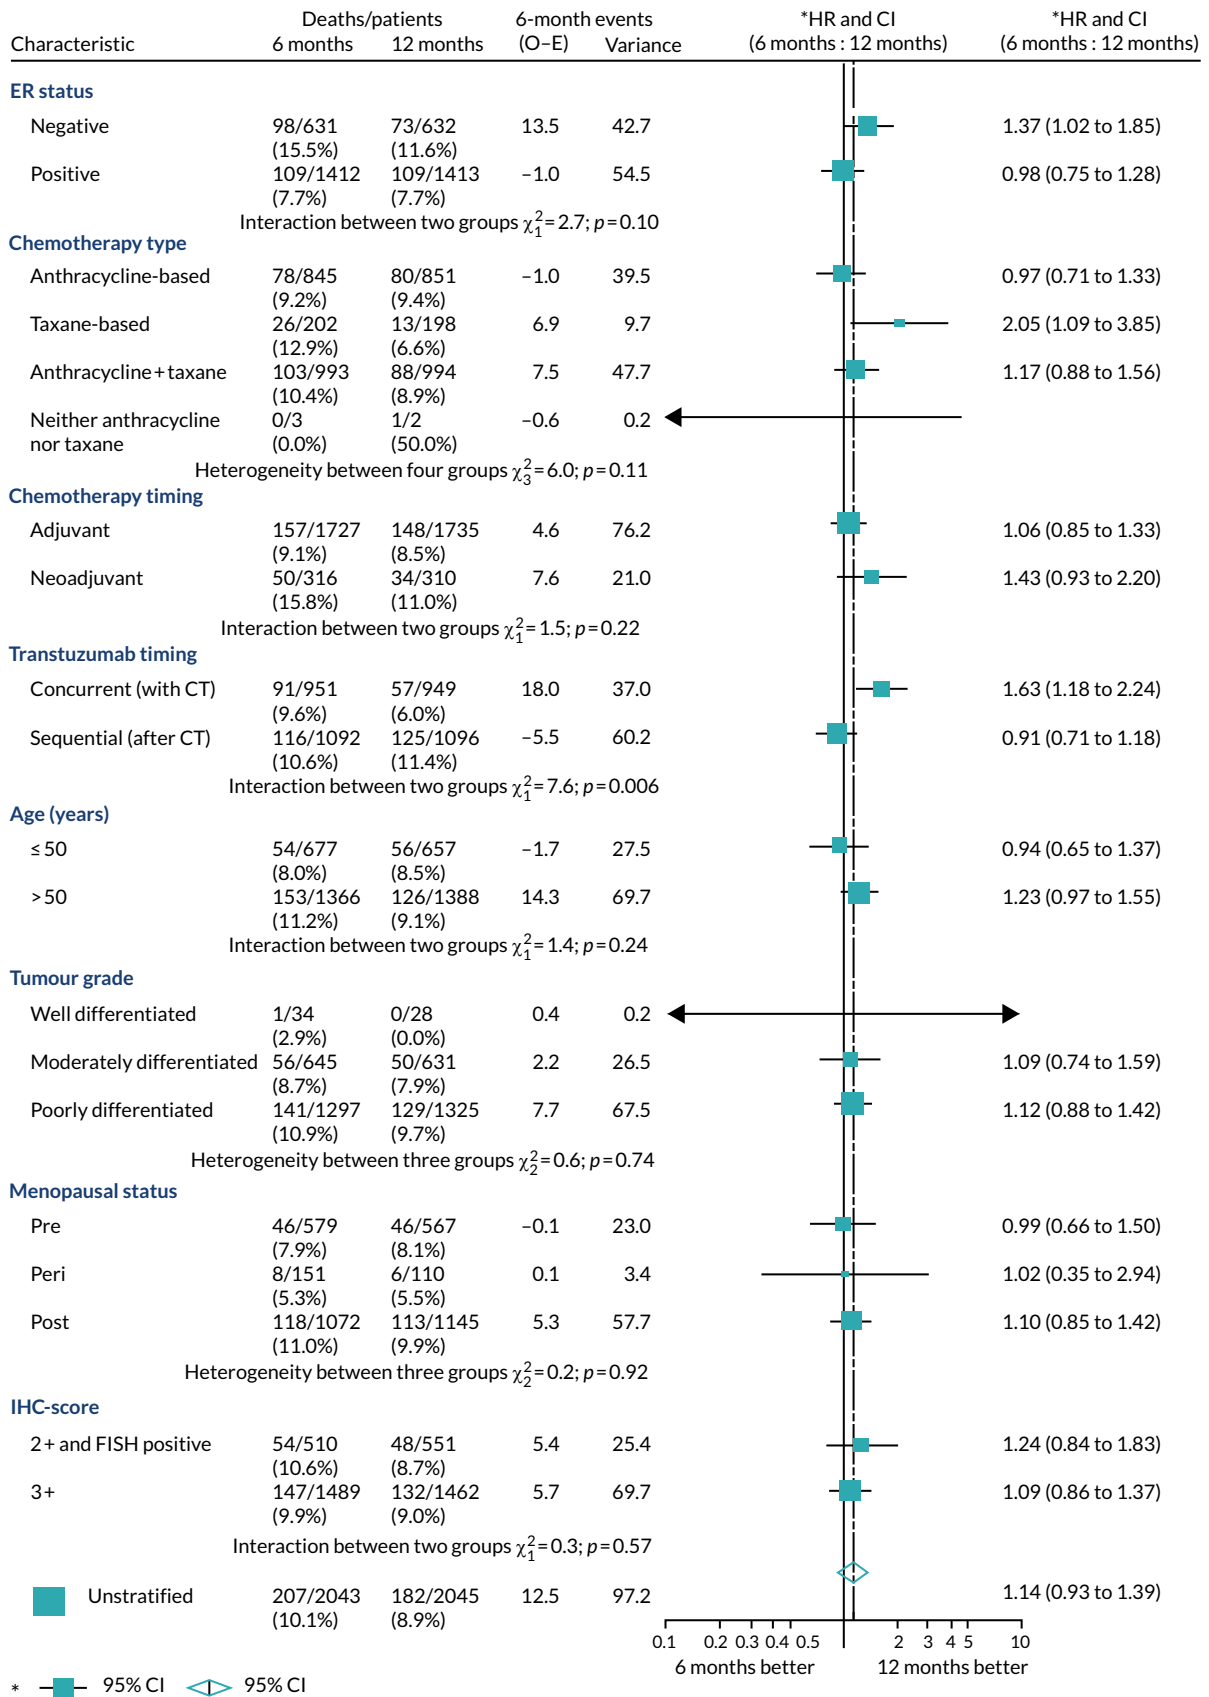 Deaths/patients 6-month events *HR and CI *HR and CI
Characteristic 6 months 12 months (O–E) Variance (6 months : 12 months) (6 months : 12 months)
ER status
Negative 98/631 73/632 13.5 42.7 1.37 (1.02 to 1.85)
(15.5%) (11.6%)
Positive 109/1412 109/1413 –1.0 54.5 0.98 (0.75 to 1.28)
(7.7%) (7.7%)
Interaction between two groups χ²₁=2.7; p=0.10
Chemotherapy type
Anthracycline-based 78/845 80/851 –1.0 39.5 0.97 (0.71 to 1.33)
(9.2%) (9.4%)
Taxane-based 26/202 13/198 6.9 9.7 2.05 (1.09 to 3.85)
(12.9%) (6.6%)
Anthracycline+taxane 103/993 88/994 7.5 47.7 1.17 (0.88 to 1.56)
(10.4%) (8.9%)
Neither anthracycline 0/3 1/2 –0.6 0.2
nor taxane (0.0%) (50.0%)
Heterogeneity between four groups χ²₃=6.0; p=0.11
Chemotherapy timing
Adjuvant 157/1727 148/1735 4.6 76.2 1.06 (0.85 to 1.33)
(9.1%) (8.5%)
Neoadjuvant 50/316 34/310 7.6 21.0 1.43 (0.93 to 2.20)
(15.8%) (11.0%)
Interaction between two groups χ²₁=1.5; p=0.22
Transtuzumab timing
Concurrent (with CT) 91/951 57/949 18.0 37.0 1.63 (1.18 to 2.24)
(9.6%) (6.0%)
Sequential (after CT) 116/1092 125/1096 –5.5 60.2 0.91 (0.71 to 1.18)
(10.6%) (11.4%)
Interaction between two groups χ²₁=7.6; p=0.006
Age (years)
≤50 54/677 56/657 –1.7 27.5 0.94 (0.65 to 1.37)
(8.0%) (8.5%)
>50 153/1366 126/1388 14.3 69.7 1.23 (0.97 to 1.55)
(11.2%) (9.1%)
Interaction between two groups χ²₁=1.4; p=0.24
Tumour grade
Well differentiated 1/34 0/28 0.4 0.2
(2.9%) (0.0%)
Moderately differentiated 56/645 50/631 2.2 26.5 1.09 (0.74 to 1.59)
(8.7%) (7.9%)
Poorly differentiated 141/1297 129/1325 7.7 67.5 1.12 (0.88 to 1.42)
(10.9%) (9.7%)
Heterogeneity between three groups χ²₂=0.6; p=0.74
Menopausal status
Pre 46/579 46/567 –0.1 23.0 0.99 (0.66 to 1.50)
(7.9%) (8.1%)
Peri 8/151 6/110 0.1 3.4 1.02 (0.35 to 2.94)
(5.3%) (5.5%)
Post 118/1072 113/1145 5.3 57.7 1.10 (0.85 to 1.42)
(11.0%) (9.9%)
Heterogeneity between three groups χ²₂=0.2; p=0.92
IHC-score
2+ and FISH positive 54/510 48/551 5.4 25.4 1.24 (0.84 to 1.83)
(10.6%) (8.7%)
3+ 147/1489 132/1462 5.7 69.7 1.09 (0.86 to 1.37)
(9.9%) (9.0%)
Interaction between two groups χ²₁=0.3; p=0.57
Unstratified 207/2043 182/2045 12.5 97.2 1.14 (0.93 to 1.39)
(10.1%) (8.9%)
0.1 0.2 0.3 0.4 0.5 2 3 4 5 10
6 months better 12 months better
* 95% CI 95% CI